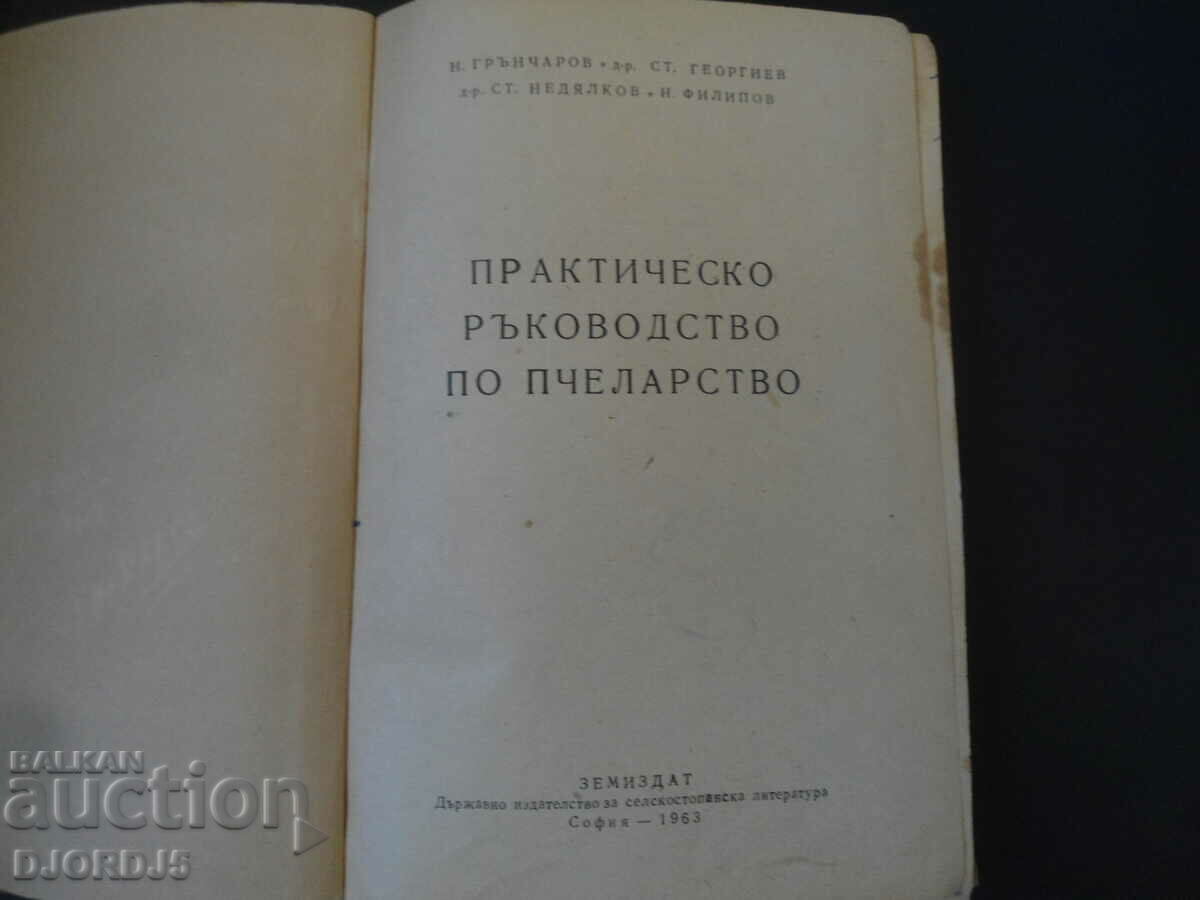 Н. ГРЪНЧАРОВ • д-р. СТ. ГЕОРГИЕВ
д-р. СТ. НЕДЯЛКОВ • Н. ФИЛИПОВ
ПРАКТИЧЕСКО
РЪКОВОДСТВО
ПО ПЧЕЛАРСТВО
ЗЕМИЗДАТ
Държавно издателство за селскостопанска литература
София — 1963
BALKAN
auction
DJORDJ5